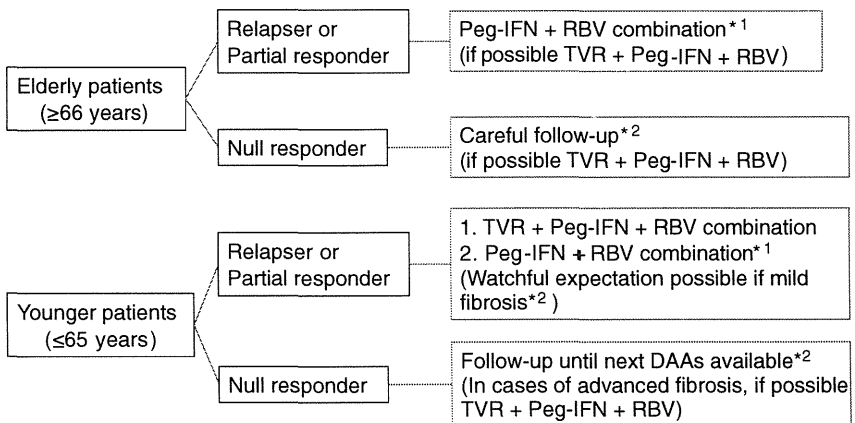 Elderly patients
(≥66 years)
Relapser or
Partial responder
Peg-IFN + RBV combination*1
(if possible TVR + Peg-IFN + RBV)
Null responder
Careful follow-up*2
(if possible TVR + Peg-IFN + RBV)
Younger patients
(≤65 years)
Relapser or
Partial responder
1. TVR + Peg-IFN + RBV combination
2. Peg-IFN + RBV combination*1
(Watchful expectation possible if mild
fibrosis*2 )
Null responder
Follow-up until next DAAs available*2
(In cases of advanced fibrosis, if possible
TVR + Peg-IFN + RBV)